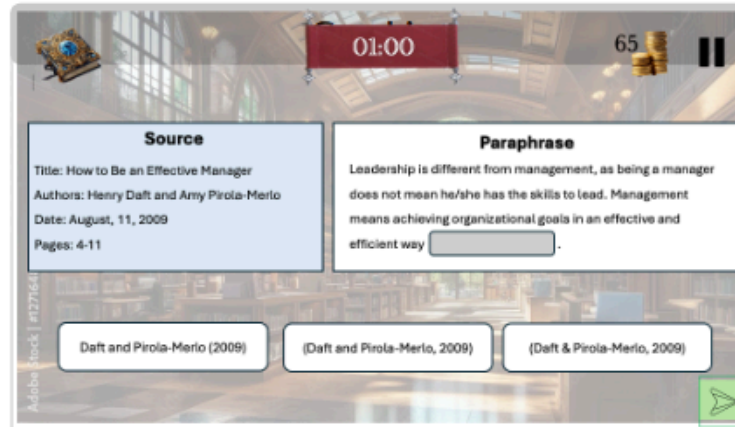 01:00
65
Source
Title: How to Be an Effective Manager
Authors: Henry Daft and Amy Pirola-Merlo
Date: August, 11, 2009
Pages: 4-11
Paraphrase
Leadership is different from management, as being a manager
does not mean he/she has the skills to lead. Management
means achieving organizational goals in an effective and
efficient way .
Daft and Pirola-Merlo (2009)
(Daft and Pirola-Merlo, 2009)
(Daft & Pirola-Merlo, 2009)
Adobe Stock